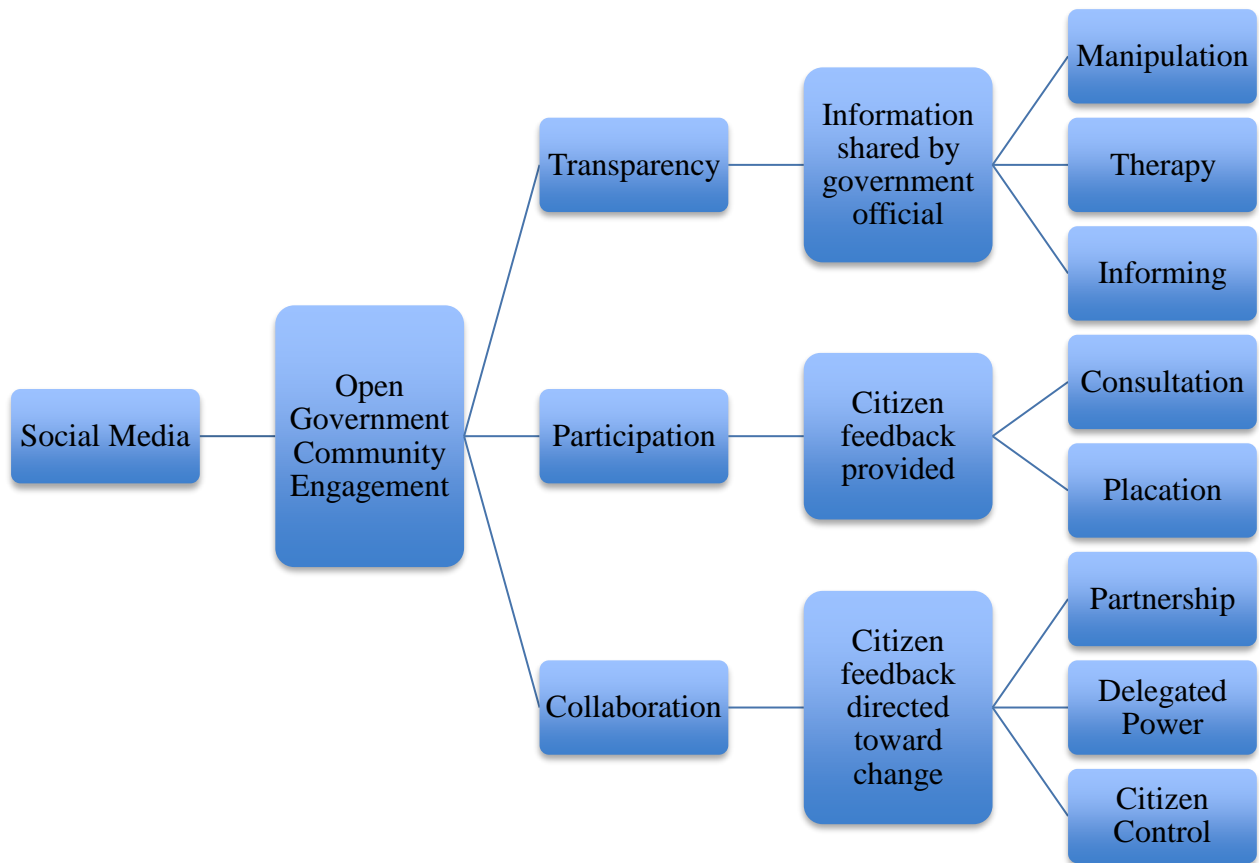 Social Media
Open
Government
Community
Engagement
Transparency
Information
shared by
government
official
Manipulation
Therapy
Informing
Participation
Citizen
feedback
provided
Consultation
Placation
Collaboration
Citizen
feedback
directed
toward
change
Partnership
Delegated
Power
Citizen
Control